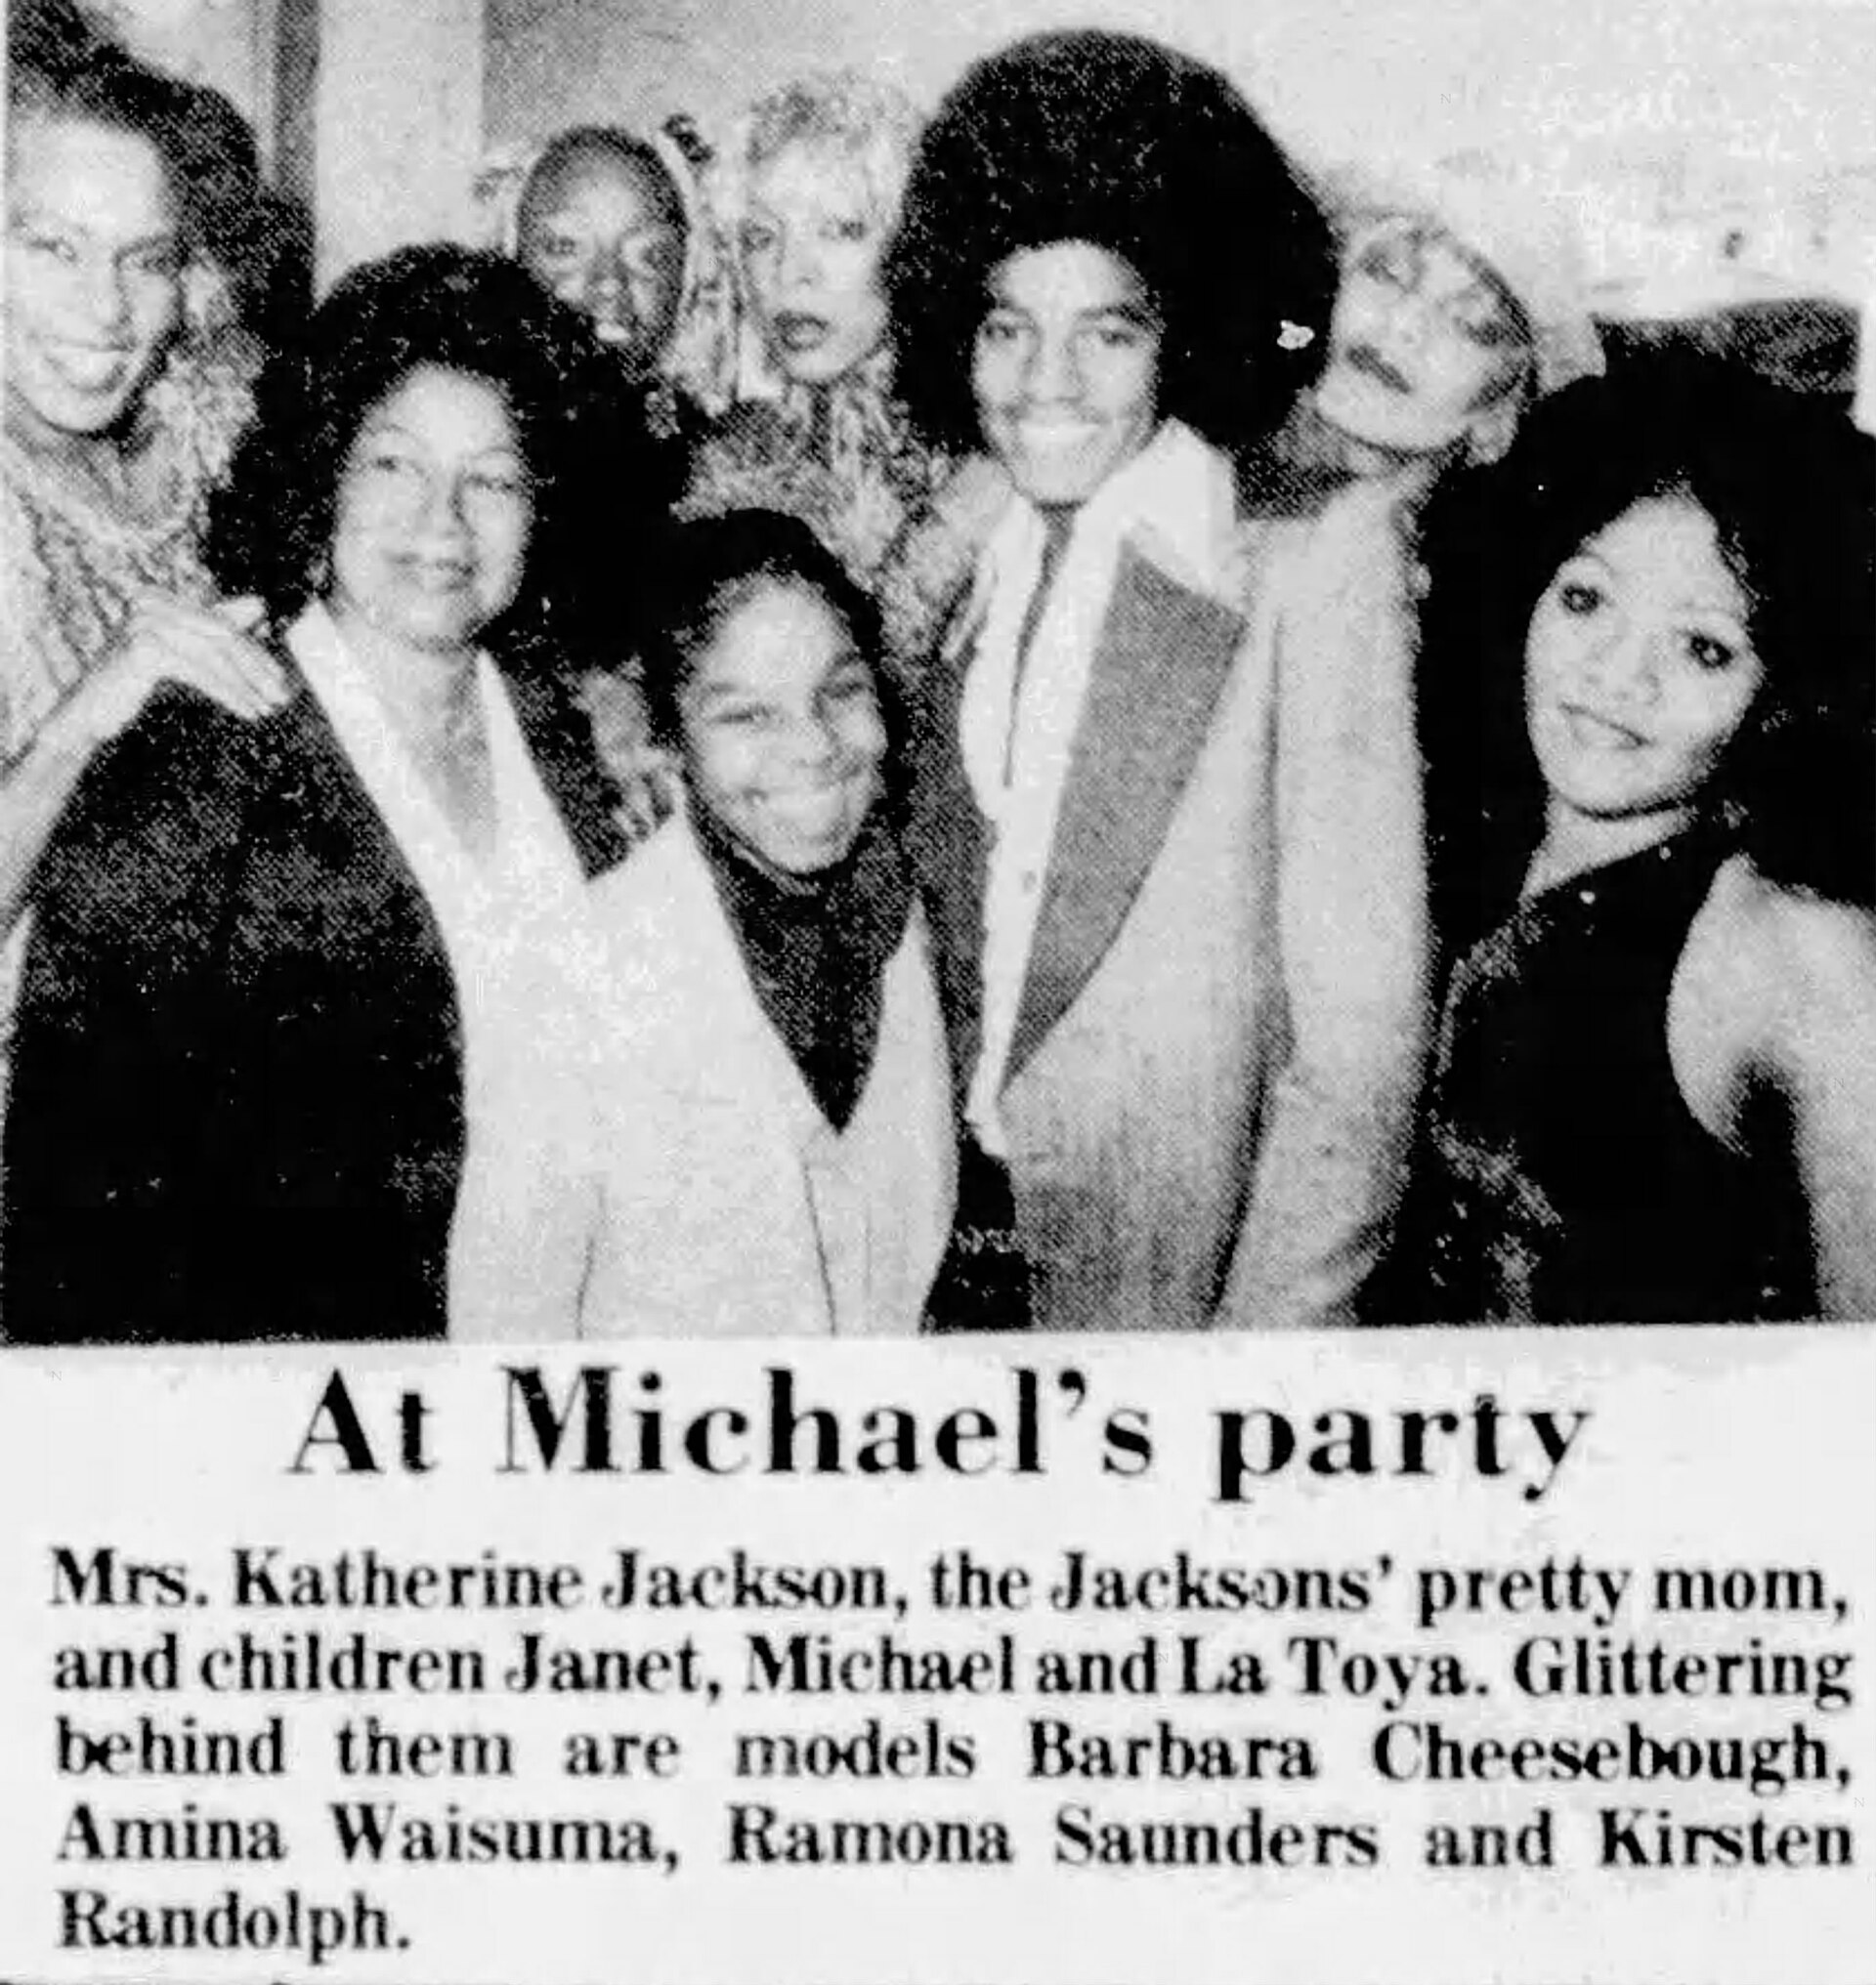 At Michael's party
Mrs. Katherine Jackson, the Jacksons' pretty mom,
and children Janet, Michael and La Toya. Glittering
behind them are models Barbara Cheesebough,
Amina Waisuma, Ramona Saunders and Kirsten
Randolph.